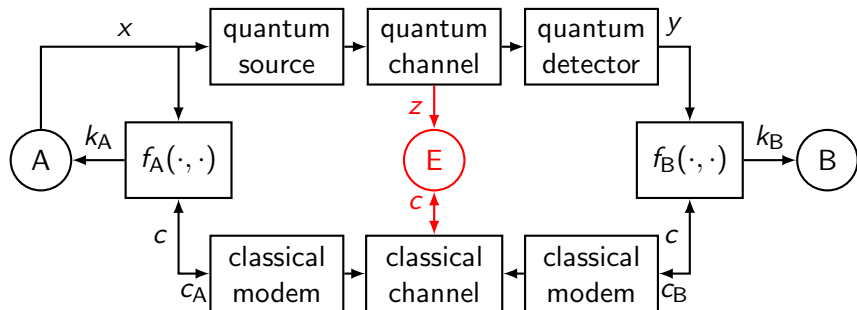 x
quantum
source
quantum
channel
quantum
detector
y
z
A
k_A
f_A(·, ·)
E
f_B(·, ·)
k_B
B
c
c
c
c_A
classical
modem
classical
channel
classical
modem
c_B